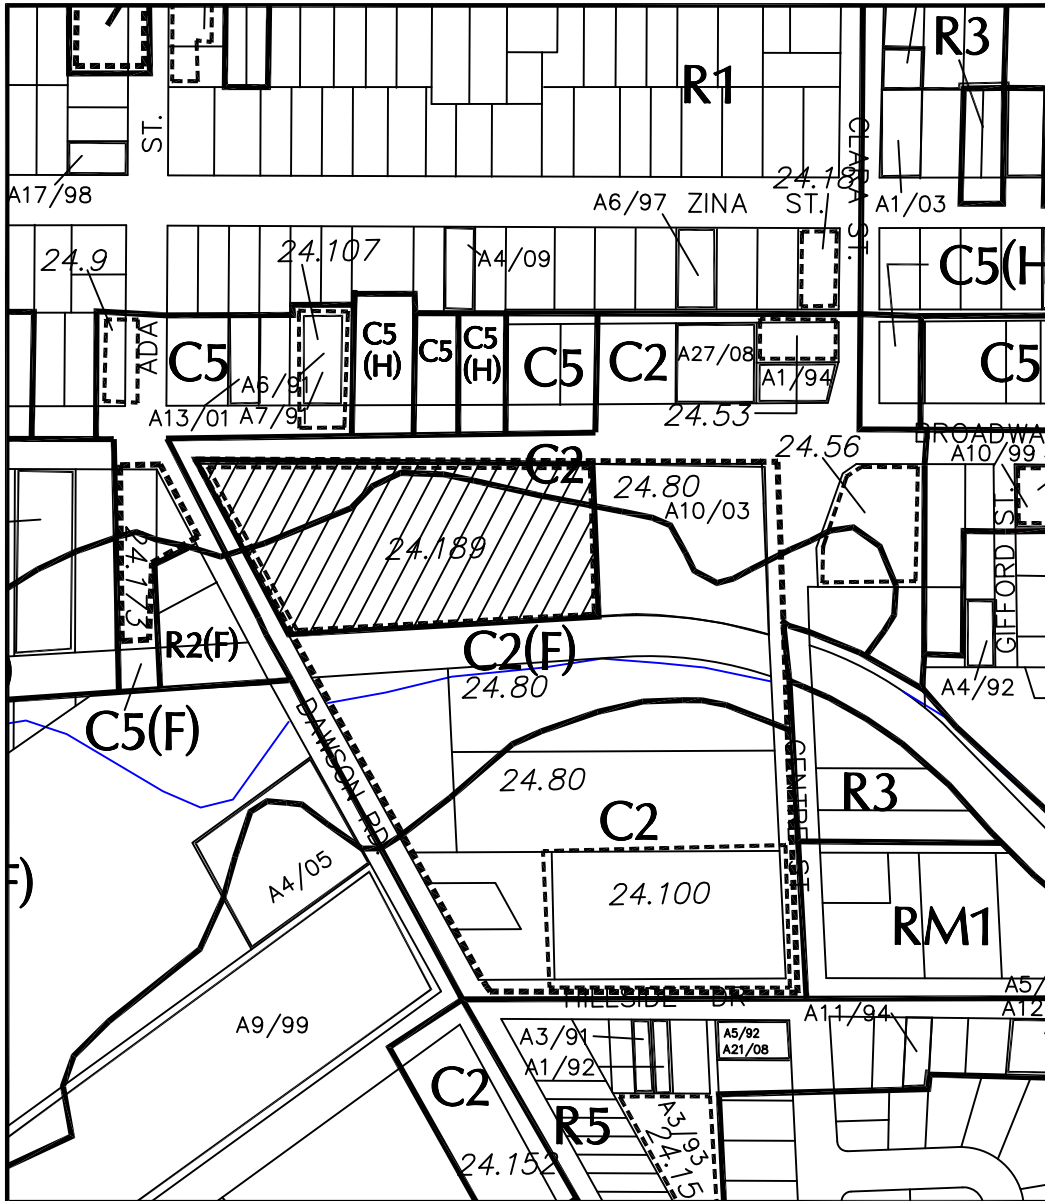 R3
R1
ST.
CLARA ST.
A17/98
24.18
A6/97
ZINA ST.
A1/03
24.9
24.107
A4/09
C5(H
ADA
C5
C5
(H)
C5
C5
(H)
C5
C2
A27/08
C5
A6/91
A1/94
A13/01
A7/9
24.53
BROADWA
C2
24.56
A10/99
24.80
A10/03
24.189
GIFFORD ST.
24.173
R2(F)
C2(F)
24.80
A4/92
DAWSON RD.
C5(F)
CENTRE ST
24.80
R3
C2
F)
A4/05
24.100
RM1
A5/
HILLSIDE DR
A11/94
A12
A9/99
A3/91
A5/92
A21/08
A1/92
C2
R5
A3/93
24.15
24.152